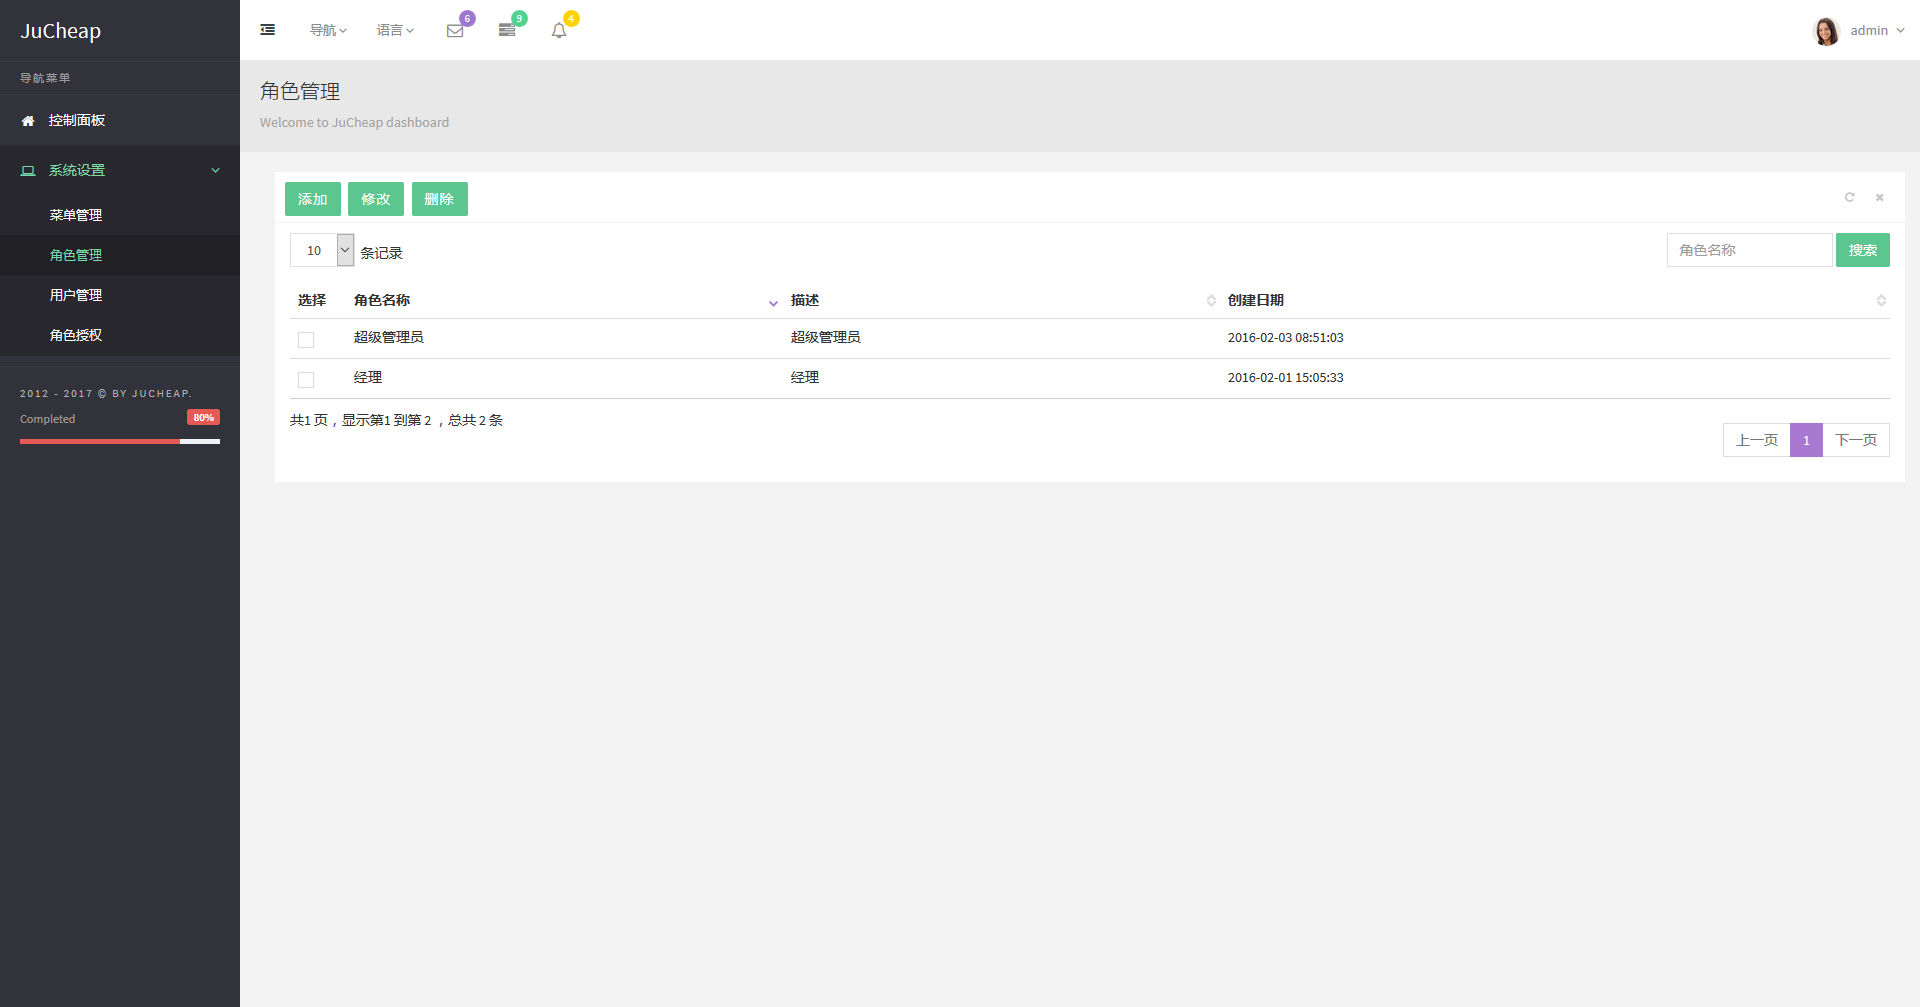 JuCheap
导航菜单
控制面板
系统设置
菜单管理
角色管理
用户管理
角色授权
2012 - 2017 © BY JUCHEAP.
Completed 80%
导航 语言 6 9 4 admin
角色管理
Welcome to JuCheap dashboard
添加 修改 删除
10 条记录 角色名称 搜索
选择 角色名称 描述 创建日期
超级管理员 超级管理员 2016-02-03 08:51:03
经理 经理 2016-02-01 15:05:33
共1 页，显示第1 到第 2 ，总共 2 条
上一页 1 下一页